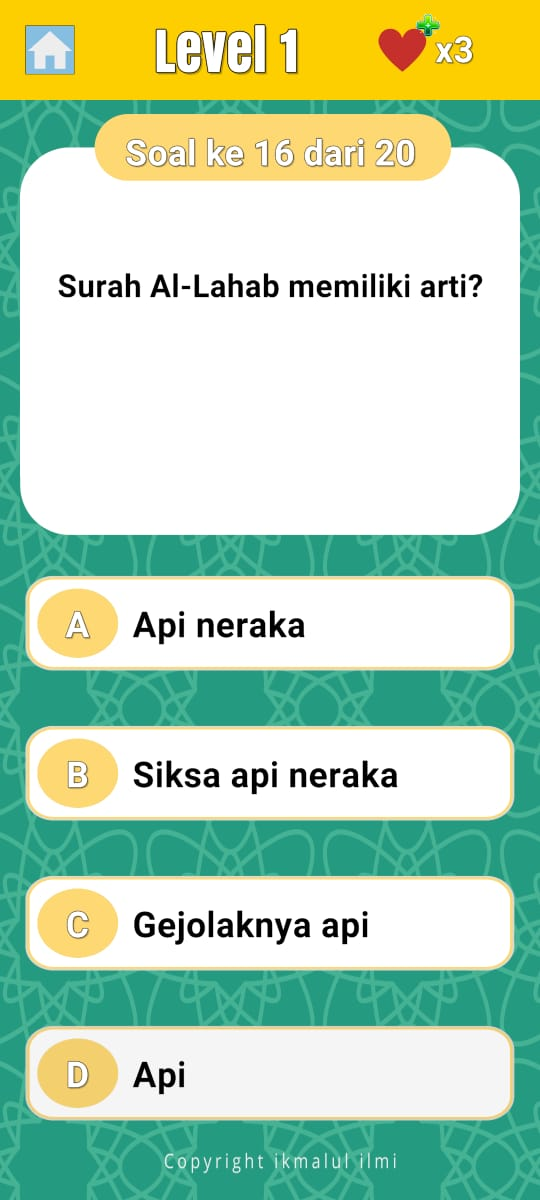 Level 1
x3
Soal ke 16 dari 20
Surah Al-Lahab memiliki arti?
A Api neraka
B Siksa api neraka
C Gejolaknya api
D Api
Copyright ikmalul ilmi